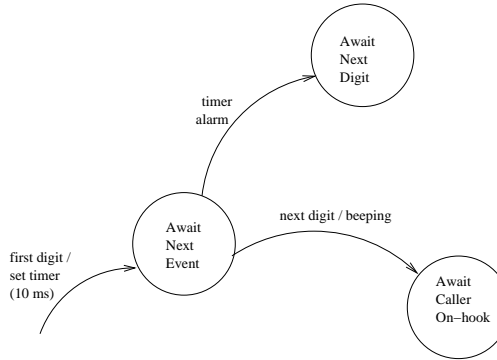 Await
Next
Digit
timer
alarm
Await
Next
Event
next digit / beeping
first digit /
set timer
(10 ms)
Await
Caller
On−hook